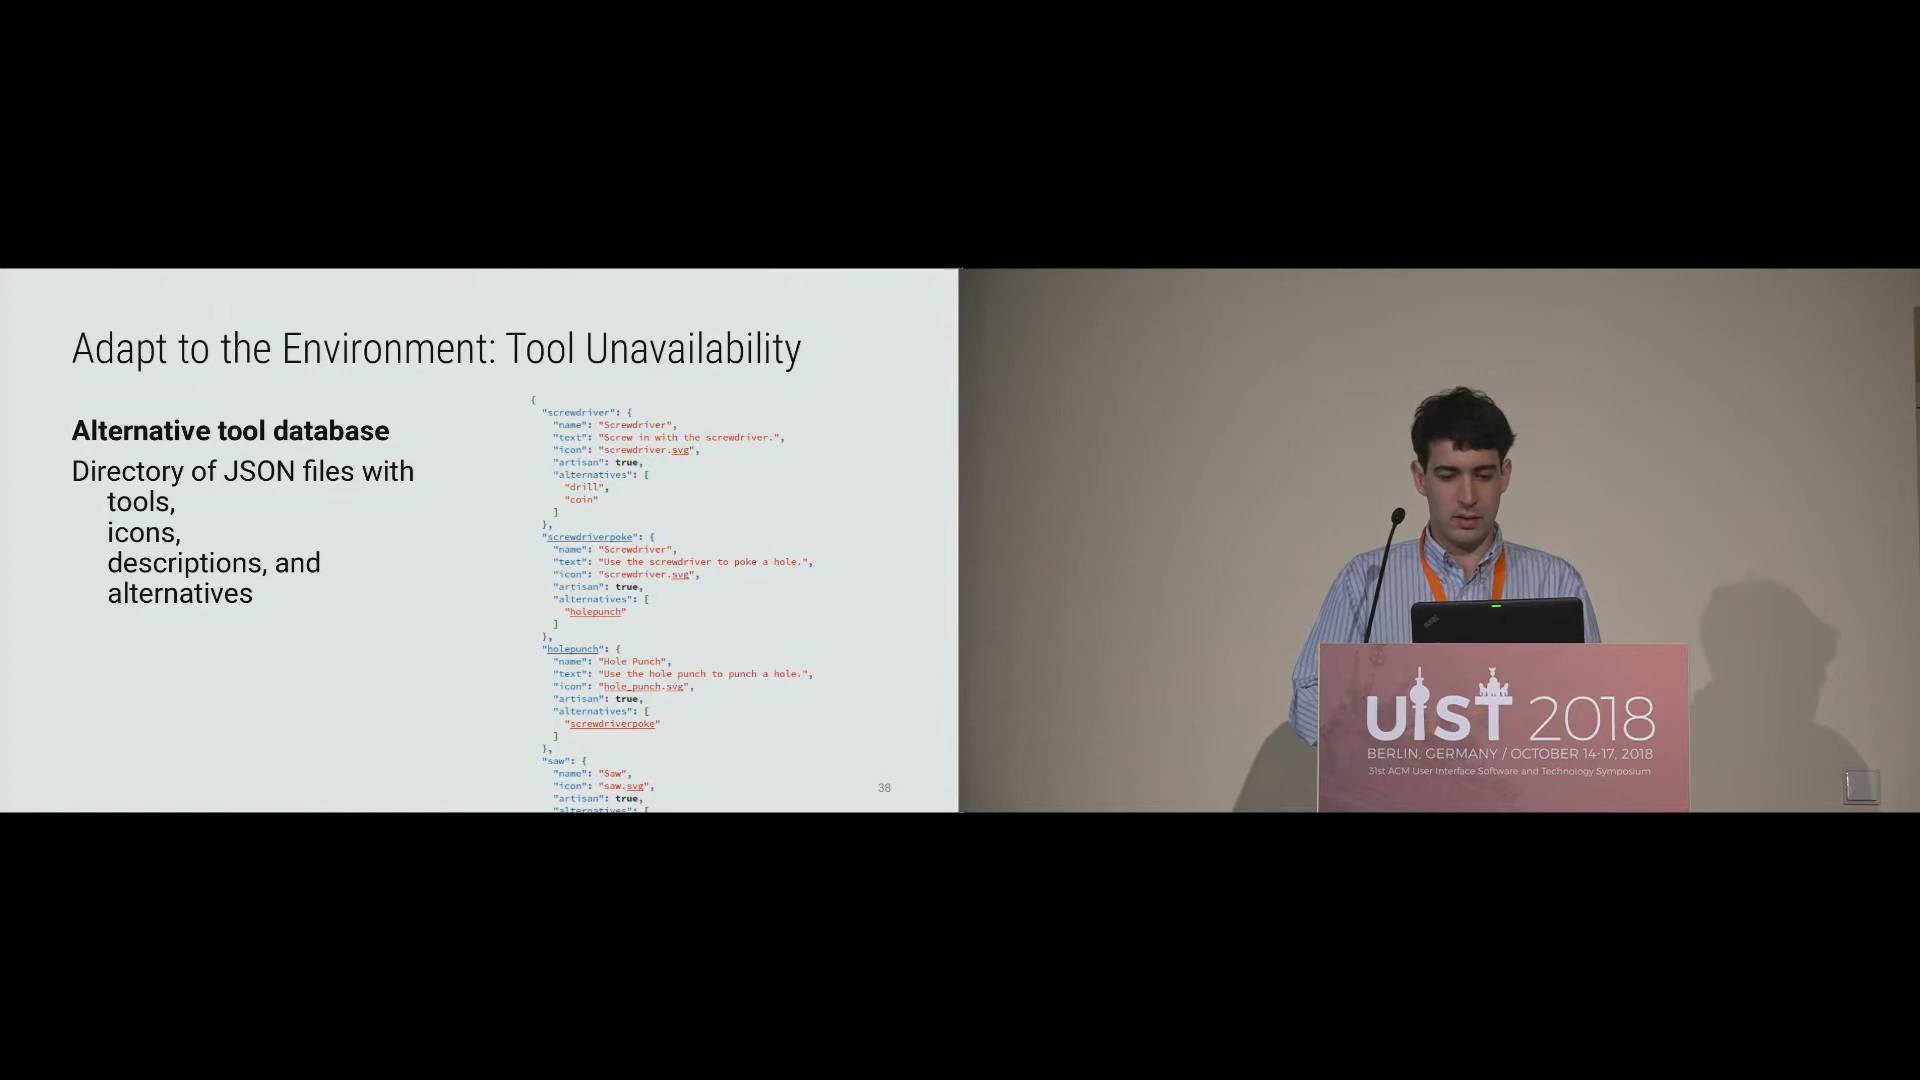 Adapt to the Environment: Tool Unavailability
Alternative tool database
Directory of JSON files with
tools,
icons,
descriptions, and
alternatives
{
"screwdriver": {
"name": "Screwdriver",
"text": "Screw in with the screwdriver.",
"icon": "screwdriver.svg",
"artisan": true,
"alternatives": [
"drill",
"coin"
]
},
"screwdriverpoke": {
"name": "Screwdriver",
"text": "Use the screwdriver to poke a hole.",
"icon": "screwdriver.svg",
"artisan": true,
"alternatives": [
"holepunch"
]
},
"holepunch": {
"name": "Hole Punch",
"text": "Use the hole punch to punch a hole.",
"icon": "hole_punch.svg",
"artisan": true,
"alternatives": [
"screwdriverpoke"
]
},
"saw": {
"name": "Saw",
"icon": "saw.svg",
"artisan": true,
"alternatives": [
38
UIST 2018
BERLIN, GERMANY / OCTOBER 14-17, 2018
31st ACM User Interface Software and Technology Symposium